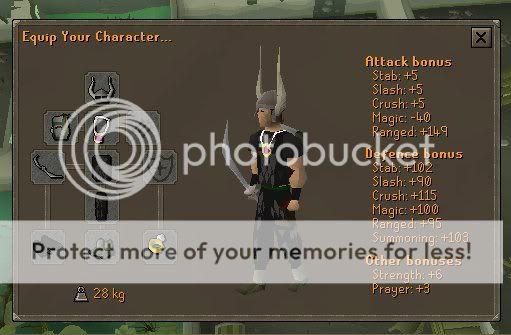 Equip Your Character...
Attack bonus
Stab: +5
Slash: +5
Crush: +5
Magic: -40
Ranged: +149
photobucket
Defence bonus
Stab: +102
Slash: +90
Crush: +115
Magic: +100
Ranged: +95
Summoning: +103
Protect more of your memories for less!
Other bonuses
Strength: +6
Prayer: +3
28 kg